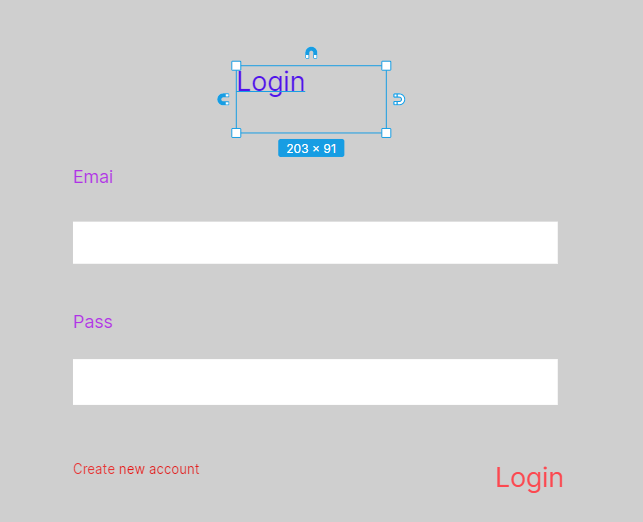 Login
203 × 91
Emai
Pass
Create new account
Login